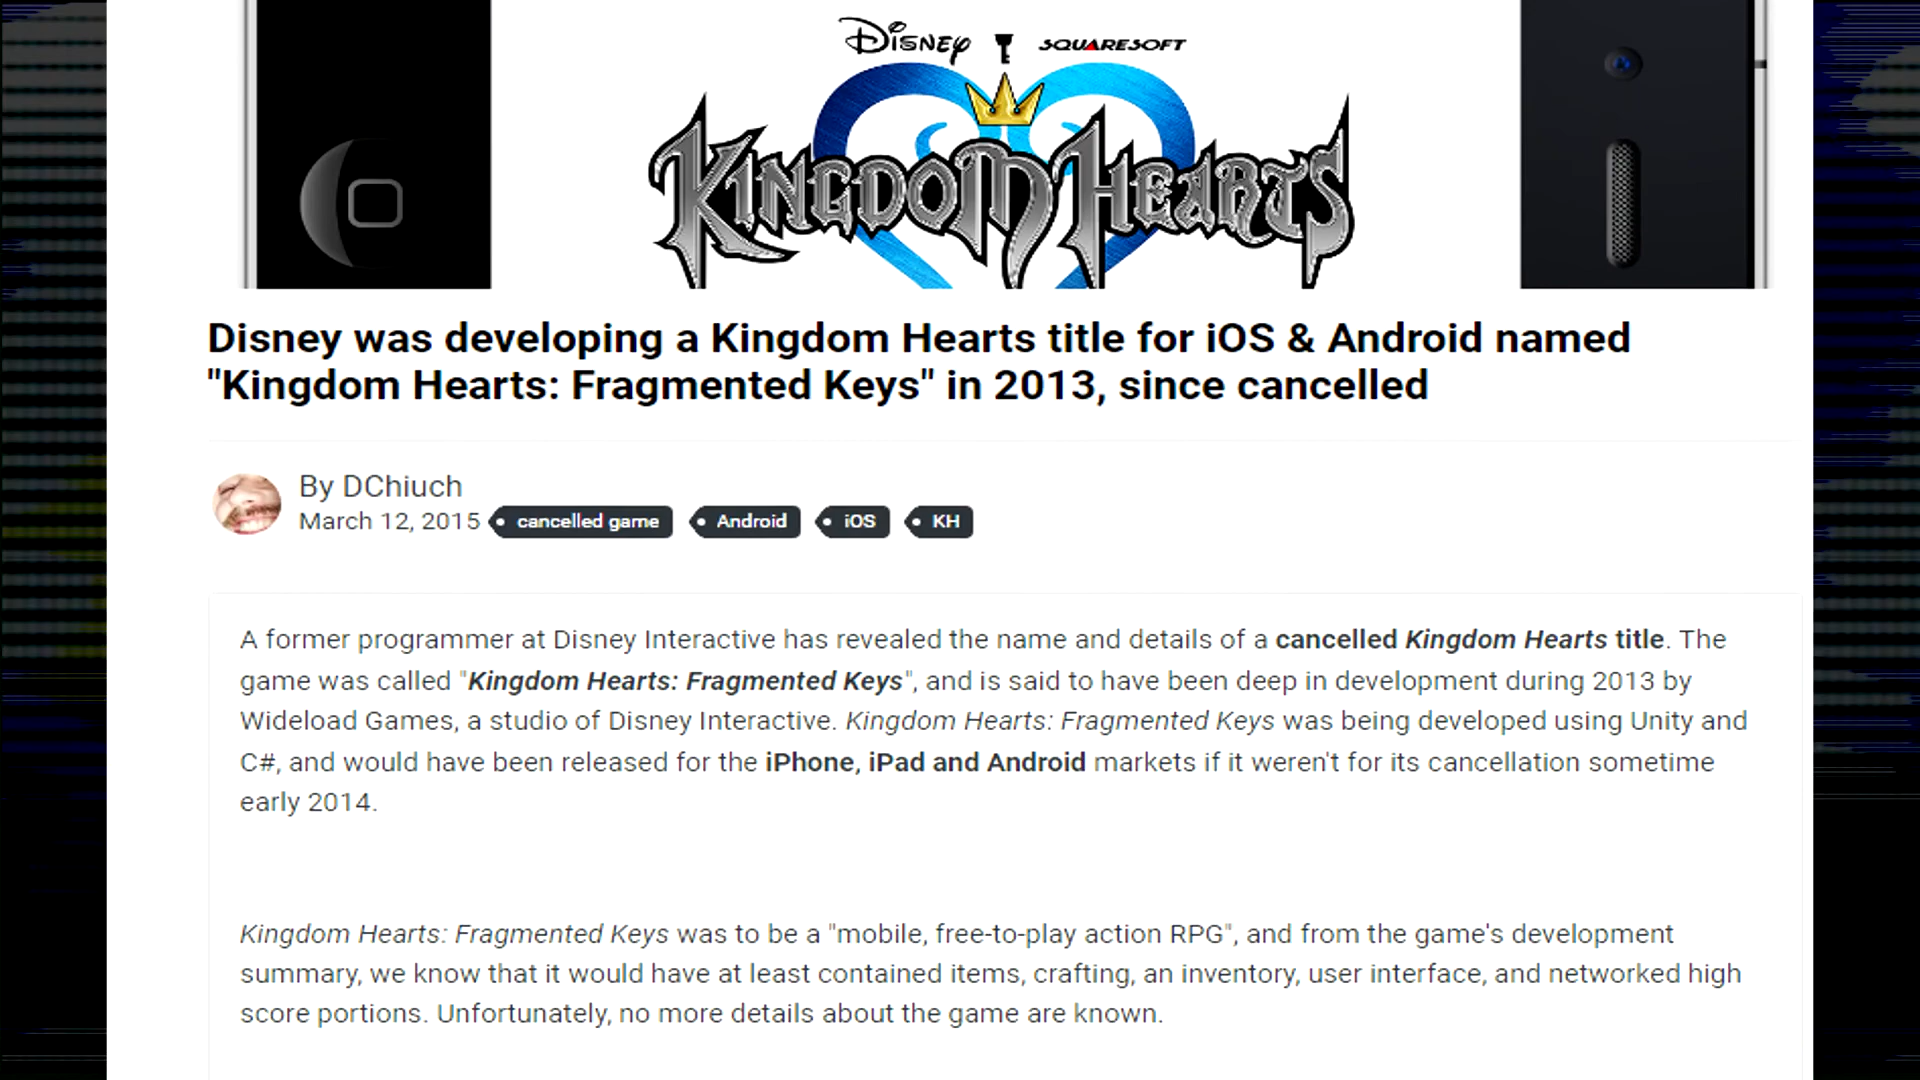 Disney SQUARESOFT
KINGDOM HEARTS
Disney was developing a Kingdom Hearts title for iOS & Android named
"Kingdom Hearts: Fragmented Keys" in 2013, since cancelled
By DChiuch
March 12, 2015 cancelled game Android iOS KH
A former programmer at Disney Interactive has revealed the name and details of a cancelled Kingdom Hearts title. The
game was called "Kingdom Hearts: Fragmented Keys", and is said to have been deep in development during 2013 by
Wideload Games, a studio of Disney Interactive. Kingdom Hearts: Fragmented Keys was being developed using Unity and
C#, and would have been released for the iPhone, iPad and Android markets if it weren't for its cancellation sometime
early 2014.
Kingdom Hearts: Fragmented Keys was to be a "mobile, free-to-play action RPG", and from the game's development
summary, we know that it would have at least contained items, crafting, an inventory, user interface, and networked high
score portions. Unfortunately, no more details about the game are known.